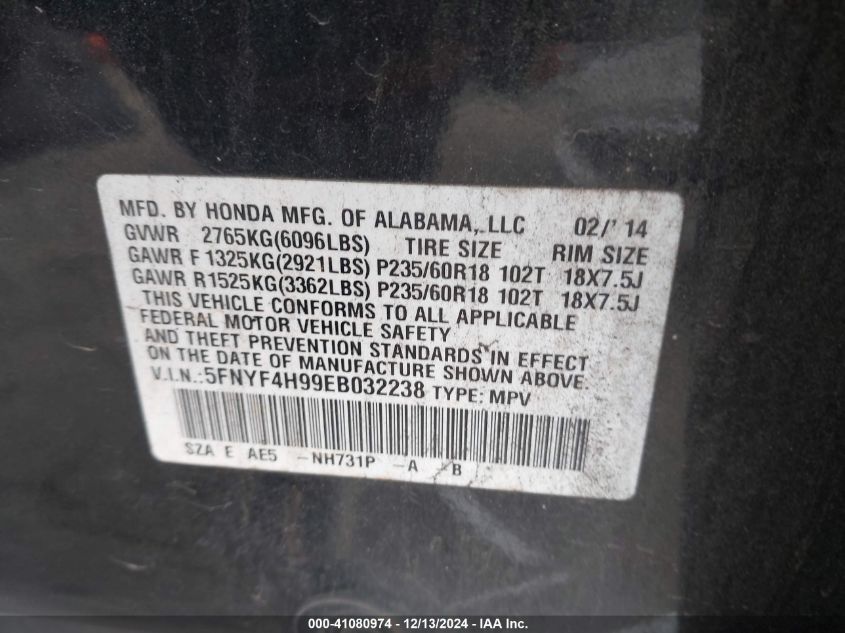 MFD. BY HONDA MFG. OF ALABAMA, LLC 02/' 14
GVWR 2765KG(6096LBS) TIRE SIZE RIM SIZE
GAWR F 1325KG(2921LBS) P235/60R18 102T 18X7.5J
GAWR R1525KG(3362LBS) P235/60R18 102T 18X7.5J
THIS VEHICLE CONFORMS TO ALL APPLICABLE
FEDERAL MOTOR VEHICLE SAFETY
AND THEFT PREVENTION STANDARDS IN EFFECT
ON THE DATE OF MANUFACTURE SHOWN ABOVE.
V.I.N.:5FNYF4H99EB032238 TYPE: MPV
SZA E AE5 -NH731P -A -B
000-41080974 - 12/13/2024 - IAA Inc.